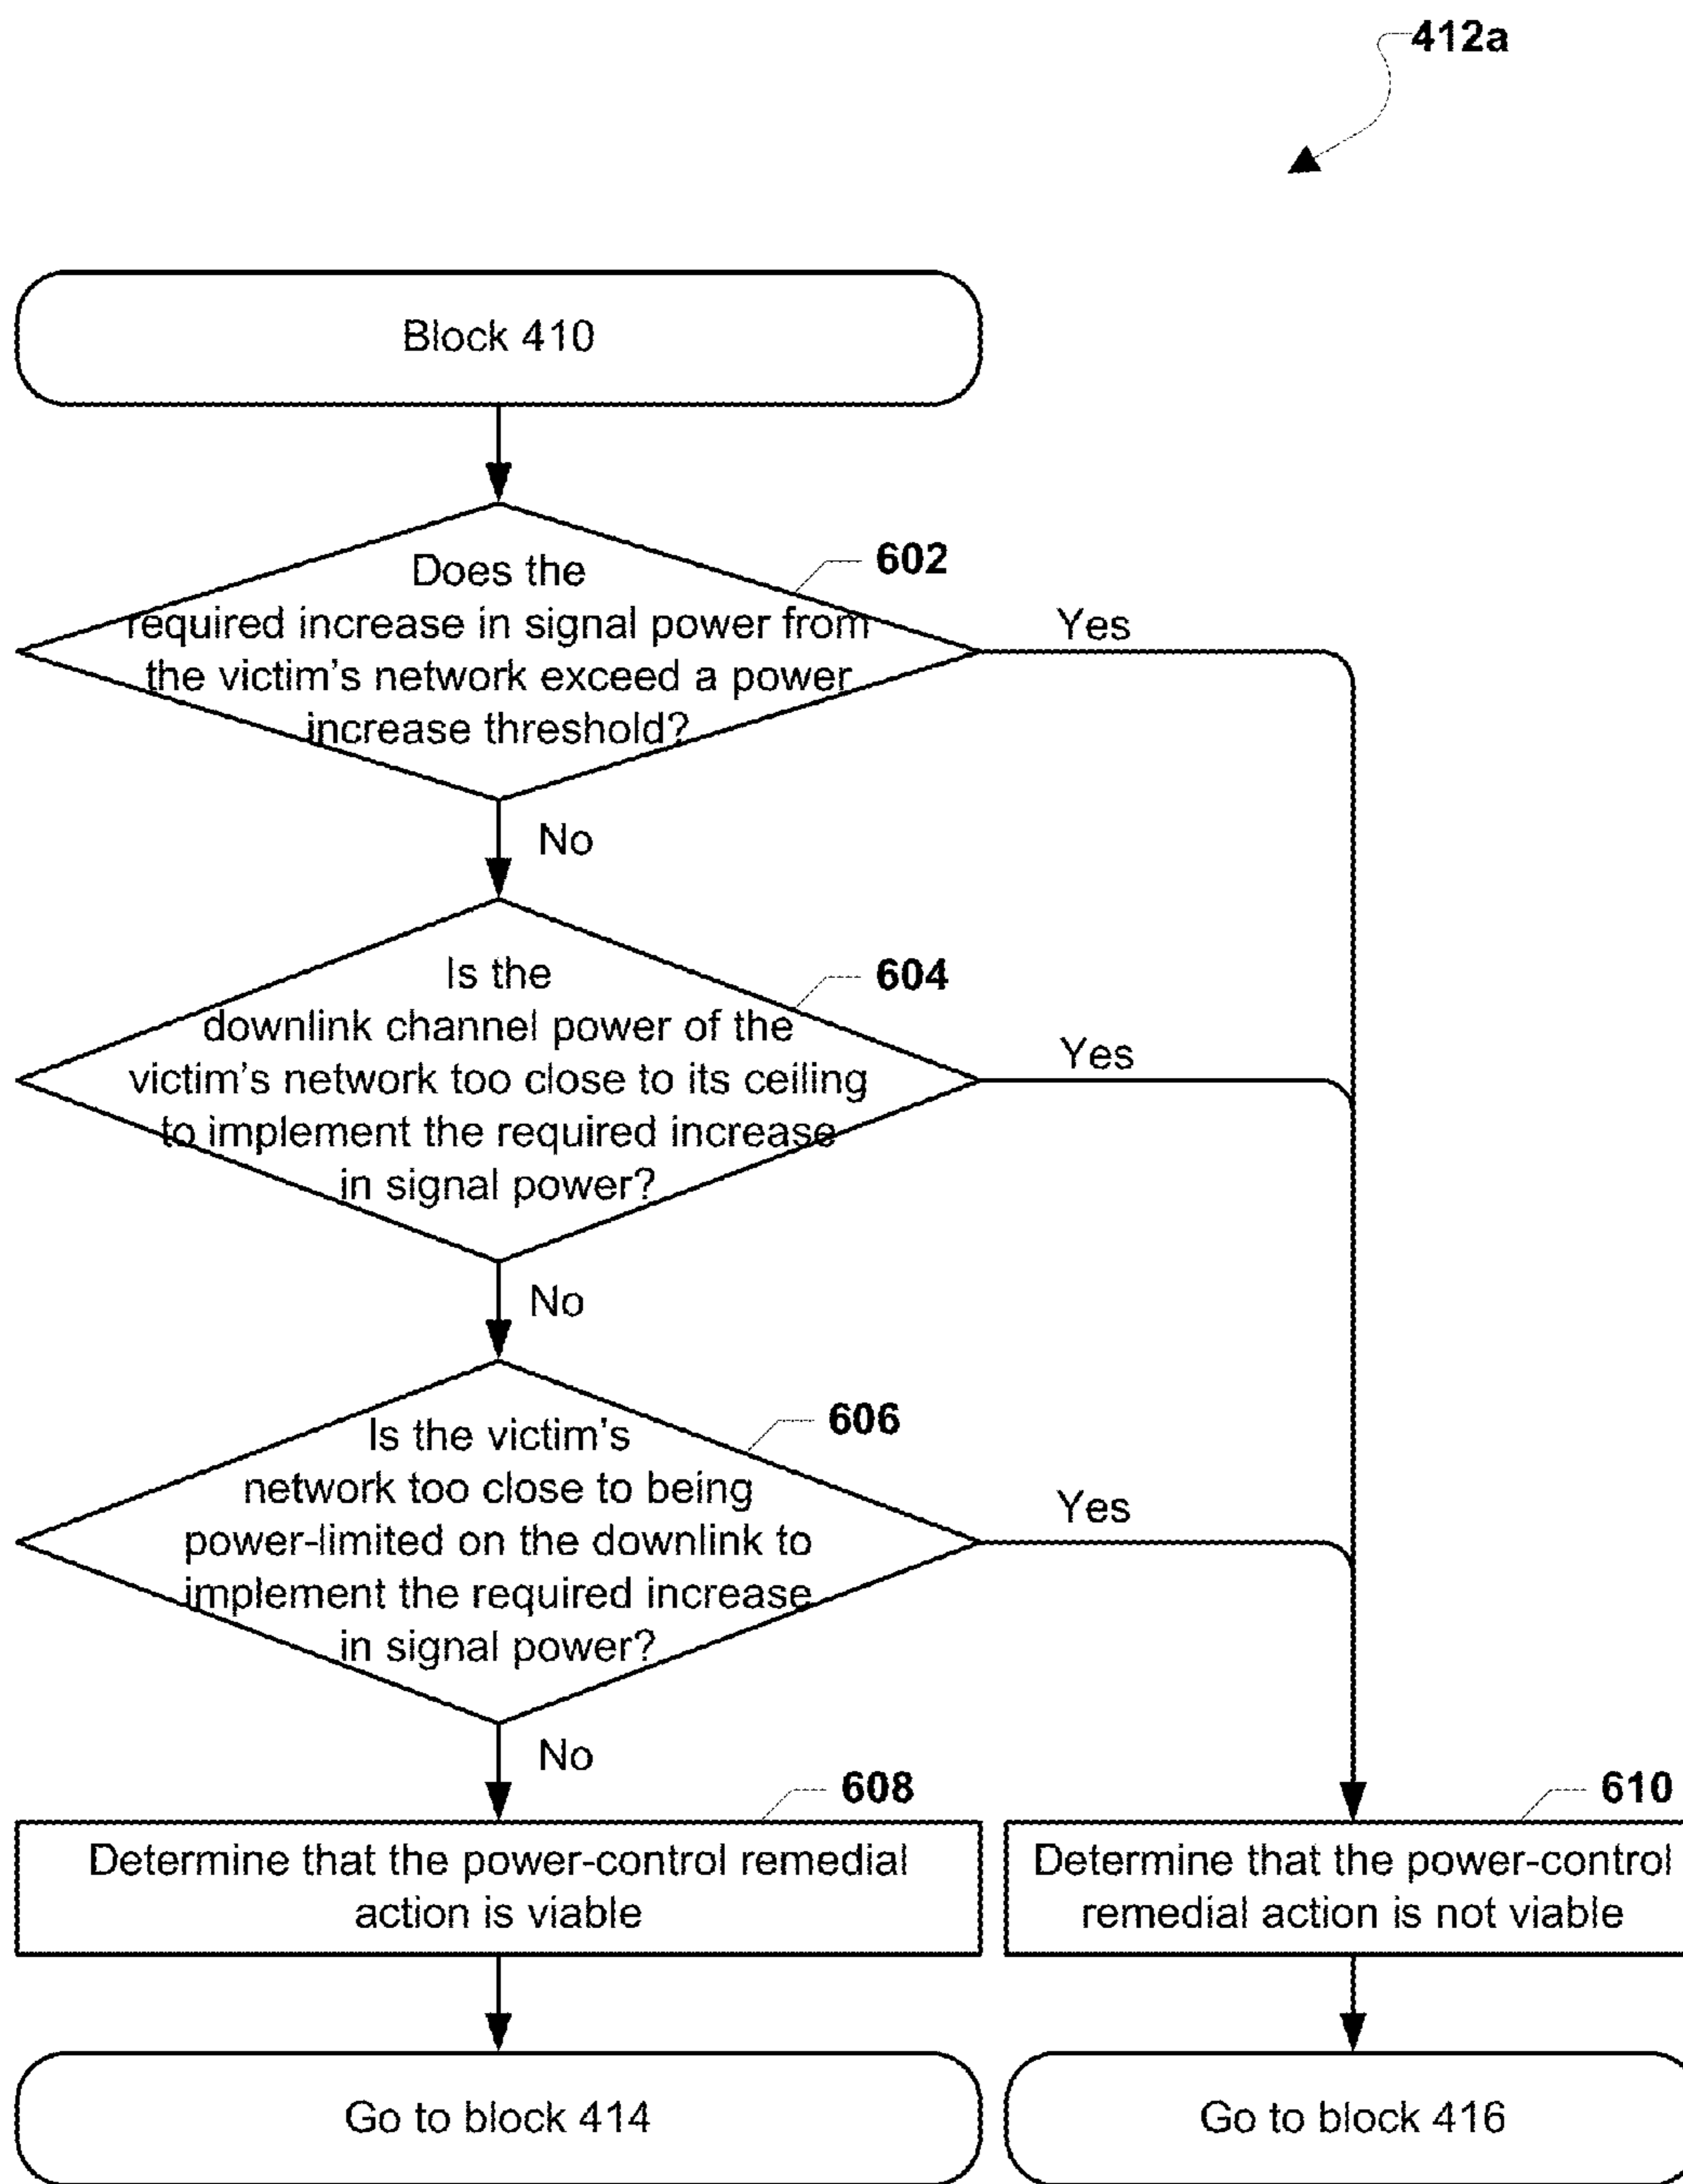 412a
Block 410
602
Does the
required increase in signal power from
the victim's network exceed a power
increase threshold?
Yes
No
604
Is the
downlink channel power of the
victim's network too close to its ceiling
to implement the required increase
in signal power?
Yes
No
606
Is the victim's
network too close to being
power-limited on the downlink to
implement the required increase
in signal power?
Yes
No
608
Determine that the power-control remedial
action is viable
610
Determine that the power-control
remedial action is not viable
Go to block 414
Go to block 416